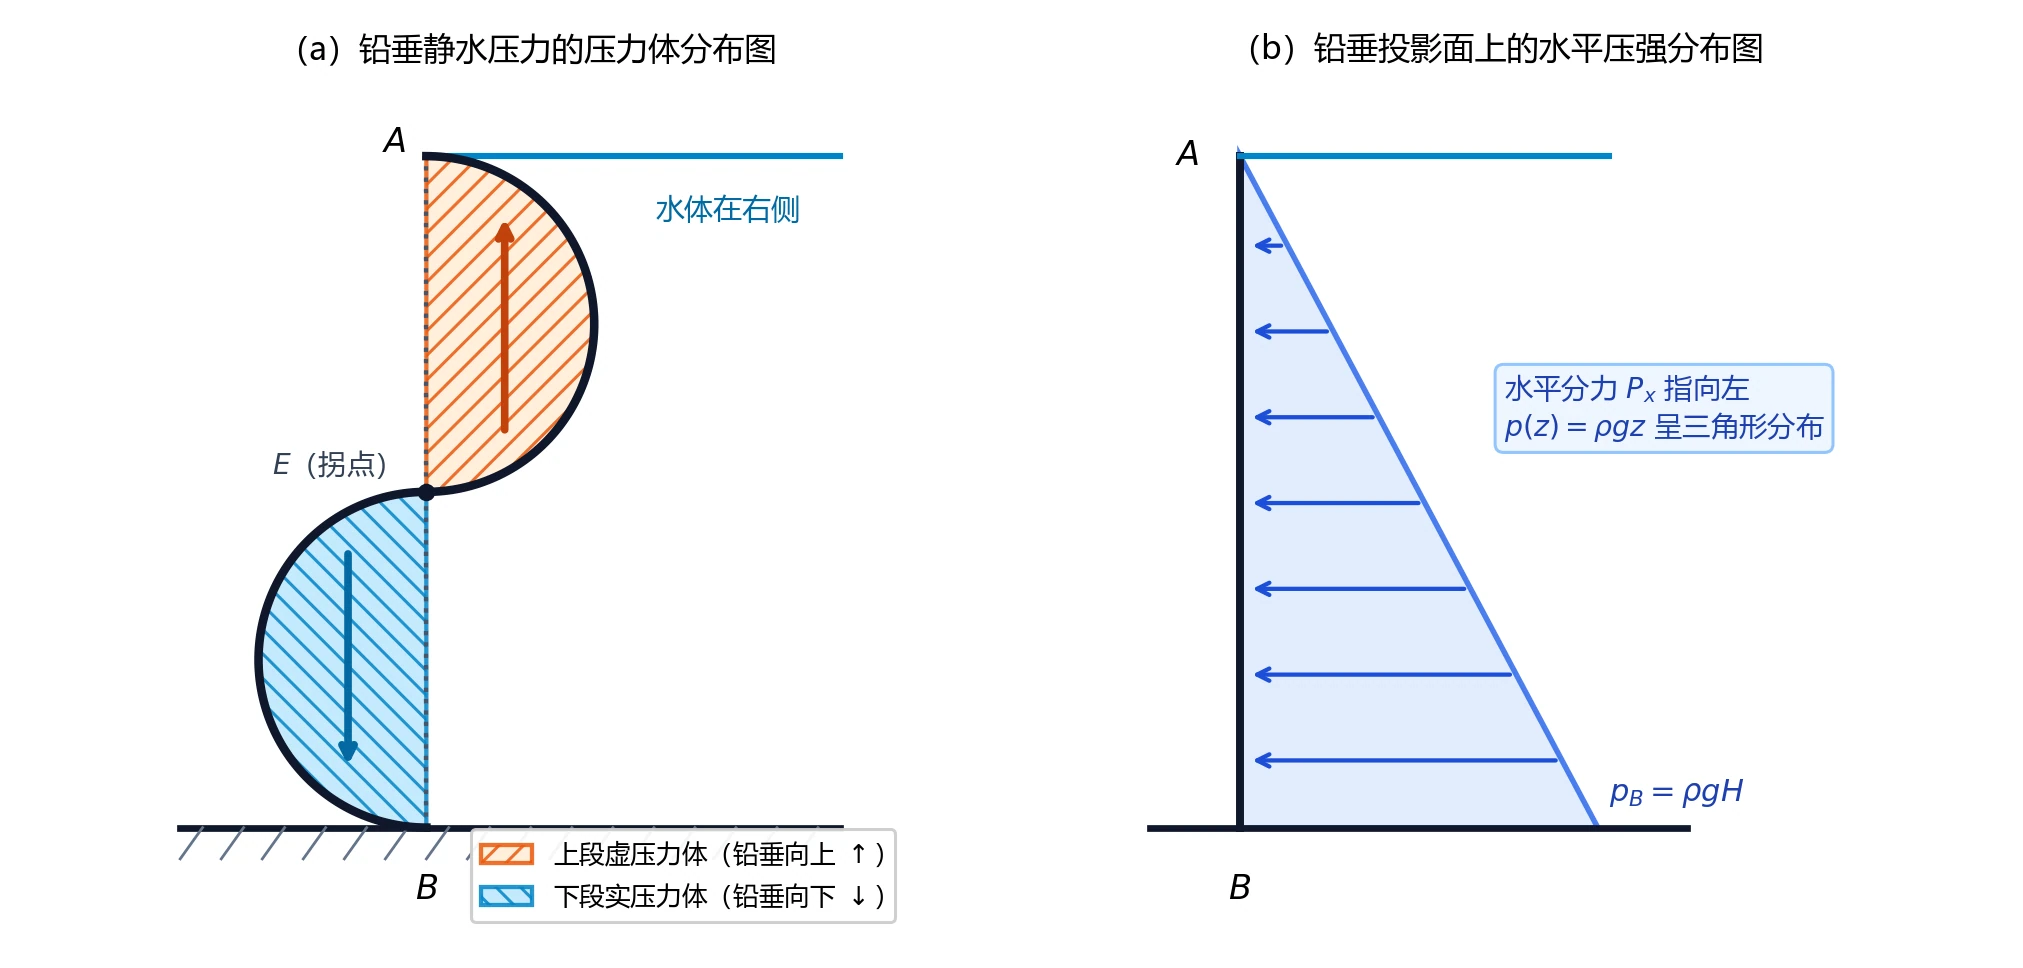 (a) 铅垂静水压力的压力体分布图
A
水体在右侧
E（拐点）
B
上段虚压力体（铅垂向上 ↑）
下段实压力体（铅垂向下 ↓）
(b) 铅垂投影面上的水平压强分布图
A
水平分力 Pₓ 指向左
p(z) = ρgz 呈三角形分布
p_B = ρgH
B